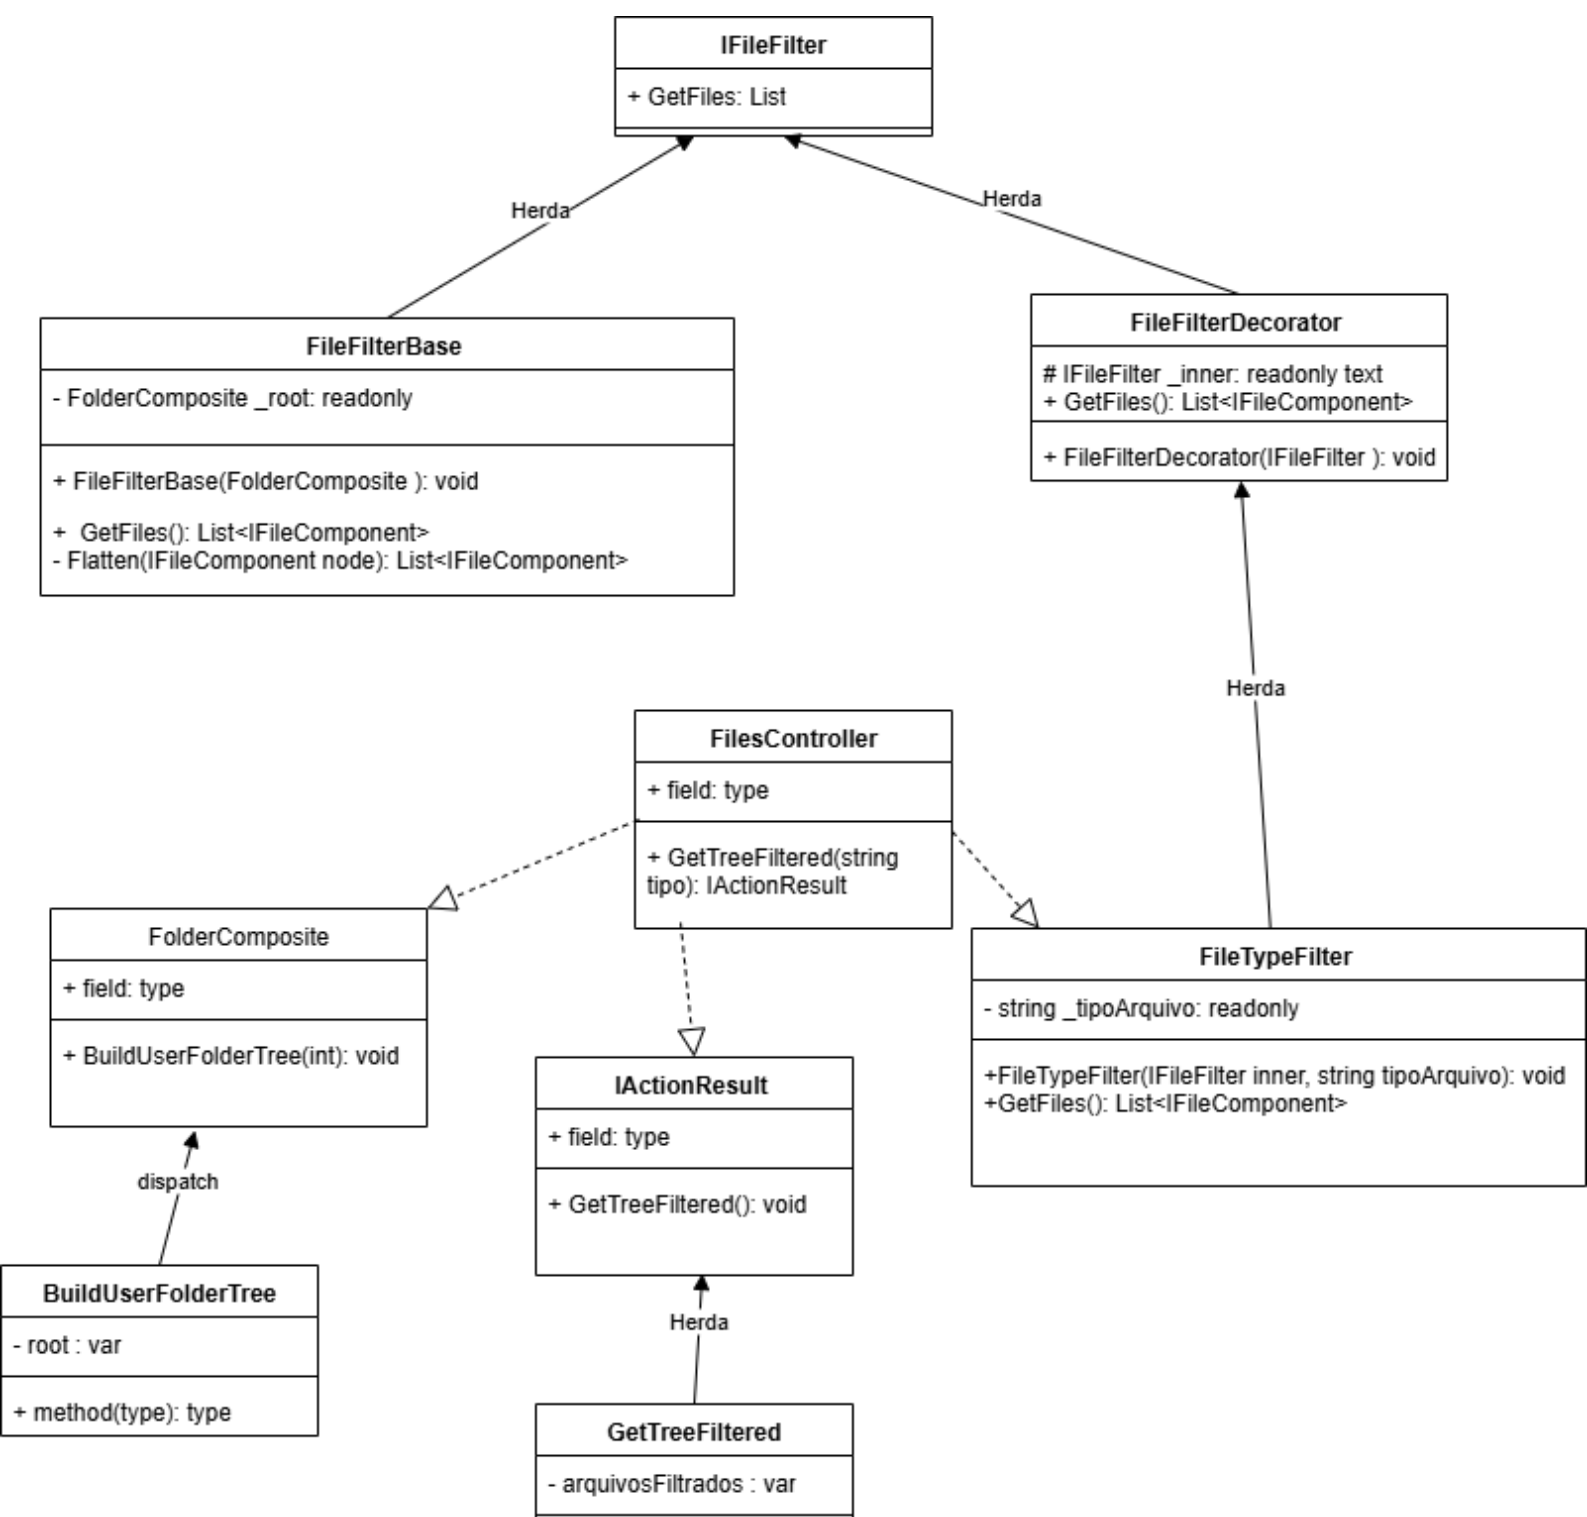 IFileFilter
+ GetFiles: List
Herda
Herda
FileFilterBase
- FolderComposite _root: readonly
+ FileFilterBase(FolderComposite ): void
+  GetFiles(): List<IFileComponent>
- Flatten(IFileComponent node): List<IFileComponent>
FileFilterDecorator
# IFileFilter _inner: readonly text
+ GetFiles(): List<IFileComponent>
+ FileFilterDecorator(IFileFilter ): void
Herda
FilesController
+ field: type
+ GetTreeFiltered(string
tipo): IActionResult
FolderComposite
+ field: type
+ BuildUserFolderTree(int): void
FileTypeFilter
- string _tipoArquivo: readonly
+FileTypeFilter(IFileFilter inner, string tipoArquivo): void
+GetFiles(): List<IFileComponent>
IActionResult
+ field: type
+ GetTreeFiltered(): void
dispatch
BuildUserFolderTree
- root : var
+ method(type): type
Herda
GetTreeFiltered
- arquivosFiltrados : var